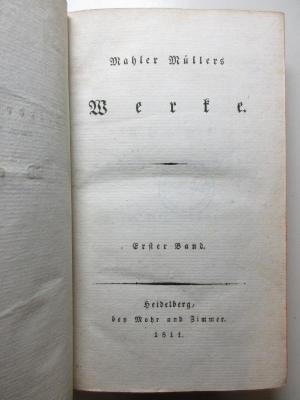 Mahler Müllers
Werke.
Erster Band.
Heidelberg,
bey Mohr und Zimmer.
1811.